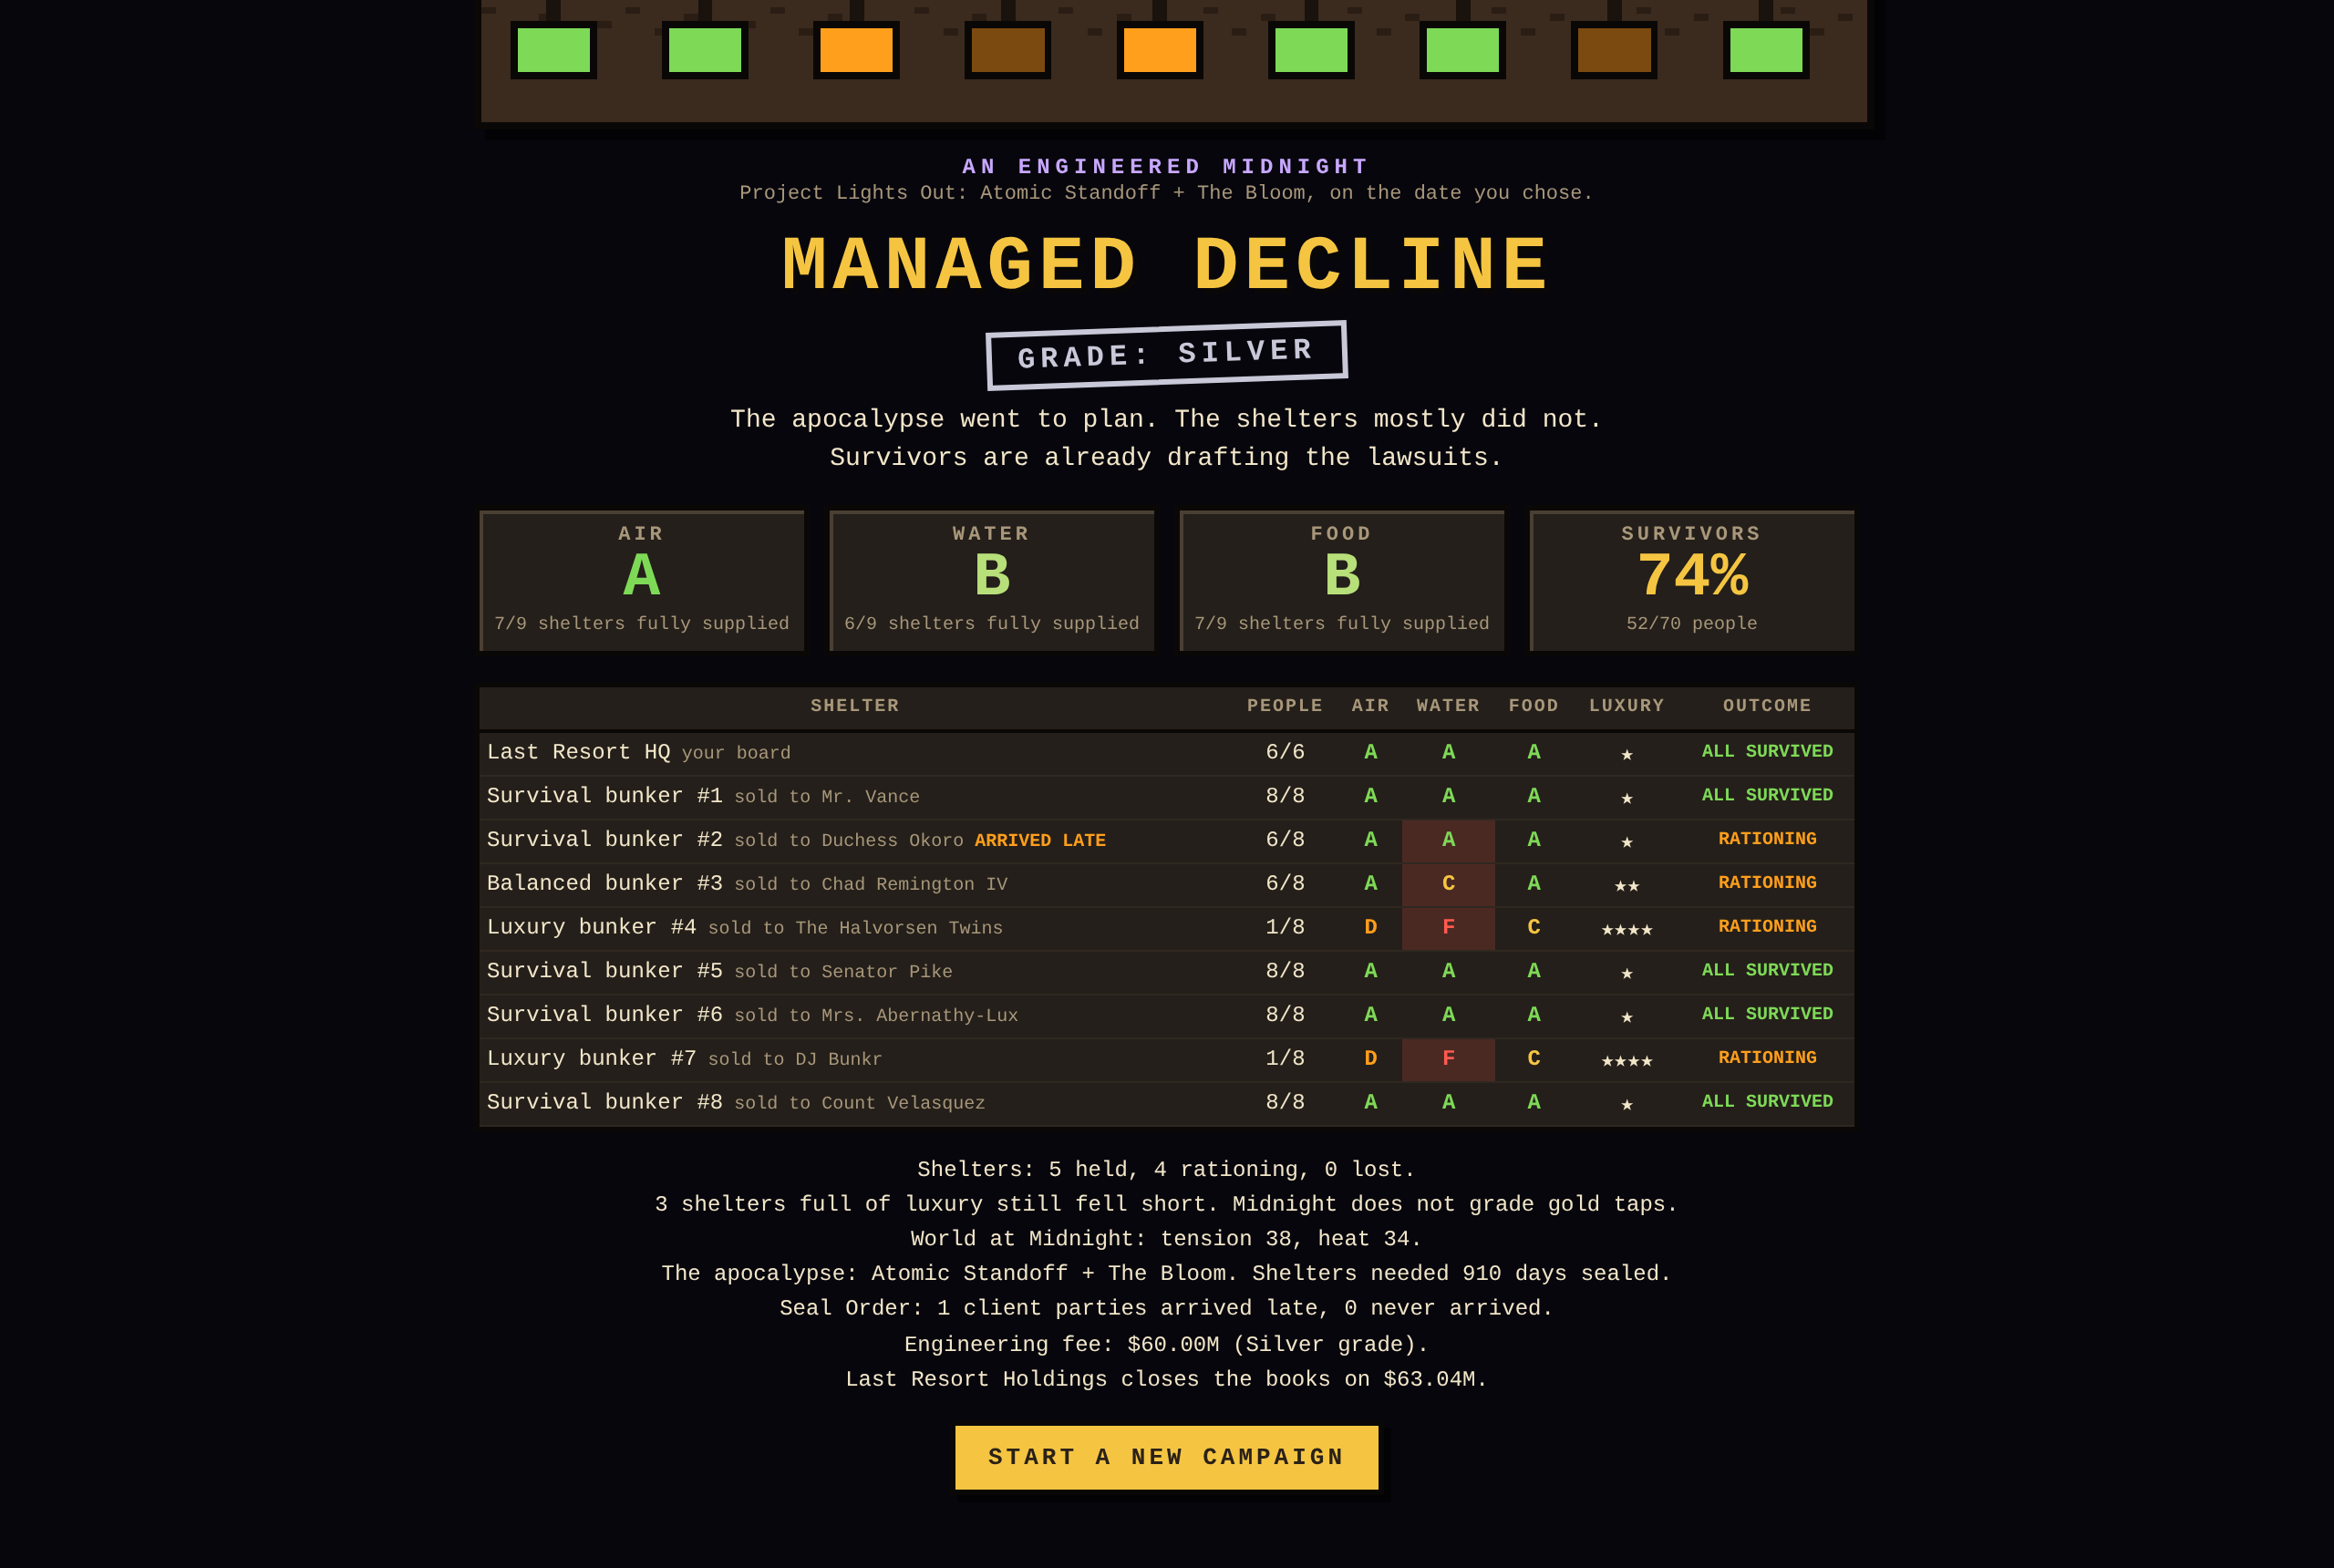 AN ENGINEERED MIDNIGHT
Project Lights Out: Atomic Standoff + The Bloom, on the date you chose.
MANAGED DECLINE
GRADE: SILVER
The apocalypse went to plan. The shelters mostly did not.
Survivors are already drafting the lawsuits.
AIR WATER FOOD SURVIVORS
A B B 74%
7/9 shelters fully supplied 6/9 shelters fully supplied 7/9 shelters fully supplied 52/70 people
SHELTER PEOPLE AIR WATER FOOD LUXURY OUTCOME
Last Resort HQ your board 6/6 A A A ★ ALL SURVIVED
Survival bunker #1 sold to Mr. Vance 8/8 A A A ★ ALL SURVIVED
Survival bunker #2 sold to Duchess Okoro ARRIVED LATE 6/8 A A A ★ RATIONING
Balanced bunker #3 sold to Chad Remington IV 6/8 A C A ★★ RATIONING
Luxury bunker #4 sold to The Halvorsen Twins 1/8 D F C ★★★★ RATIONING
Survival bunker #5 sold to Senator Pike 8/8 A A A ★ ALL SURVIVED
Survival bunker #6 sold to Mrs. Abernathy-Lux 8/8 A A A ★ ALL SURVIVED
Luxury bunker #7 sold to DJ Bunkr 1/8 D F C ★★★★ RATIONING
Survival bunker #8 sold to Count Velasquez 8/8 A A A ★ ALL SURVIVED
Shelters: 5 held, 4 rationing, 0 lost.
3 shelters full of luxury still fell short. Midnight does not grade gold taps.
World at Midnight: tension 38, heat 34.
The apocalypse: Atomic Standoff + The Bloom. Shelters needed 910 days sealed.
Seal Order: 1 client parties arrived late, 0 never arrived.
Engineering fee: $60.00M (Silver grade).
Last Resort Holdings closes the books on $63.04M.
START A NEW CAMPAIGN